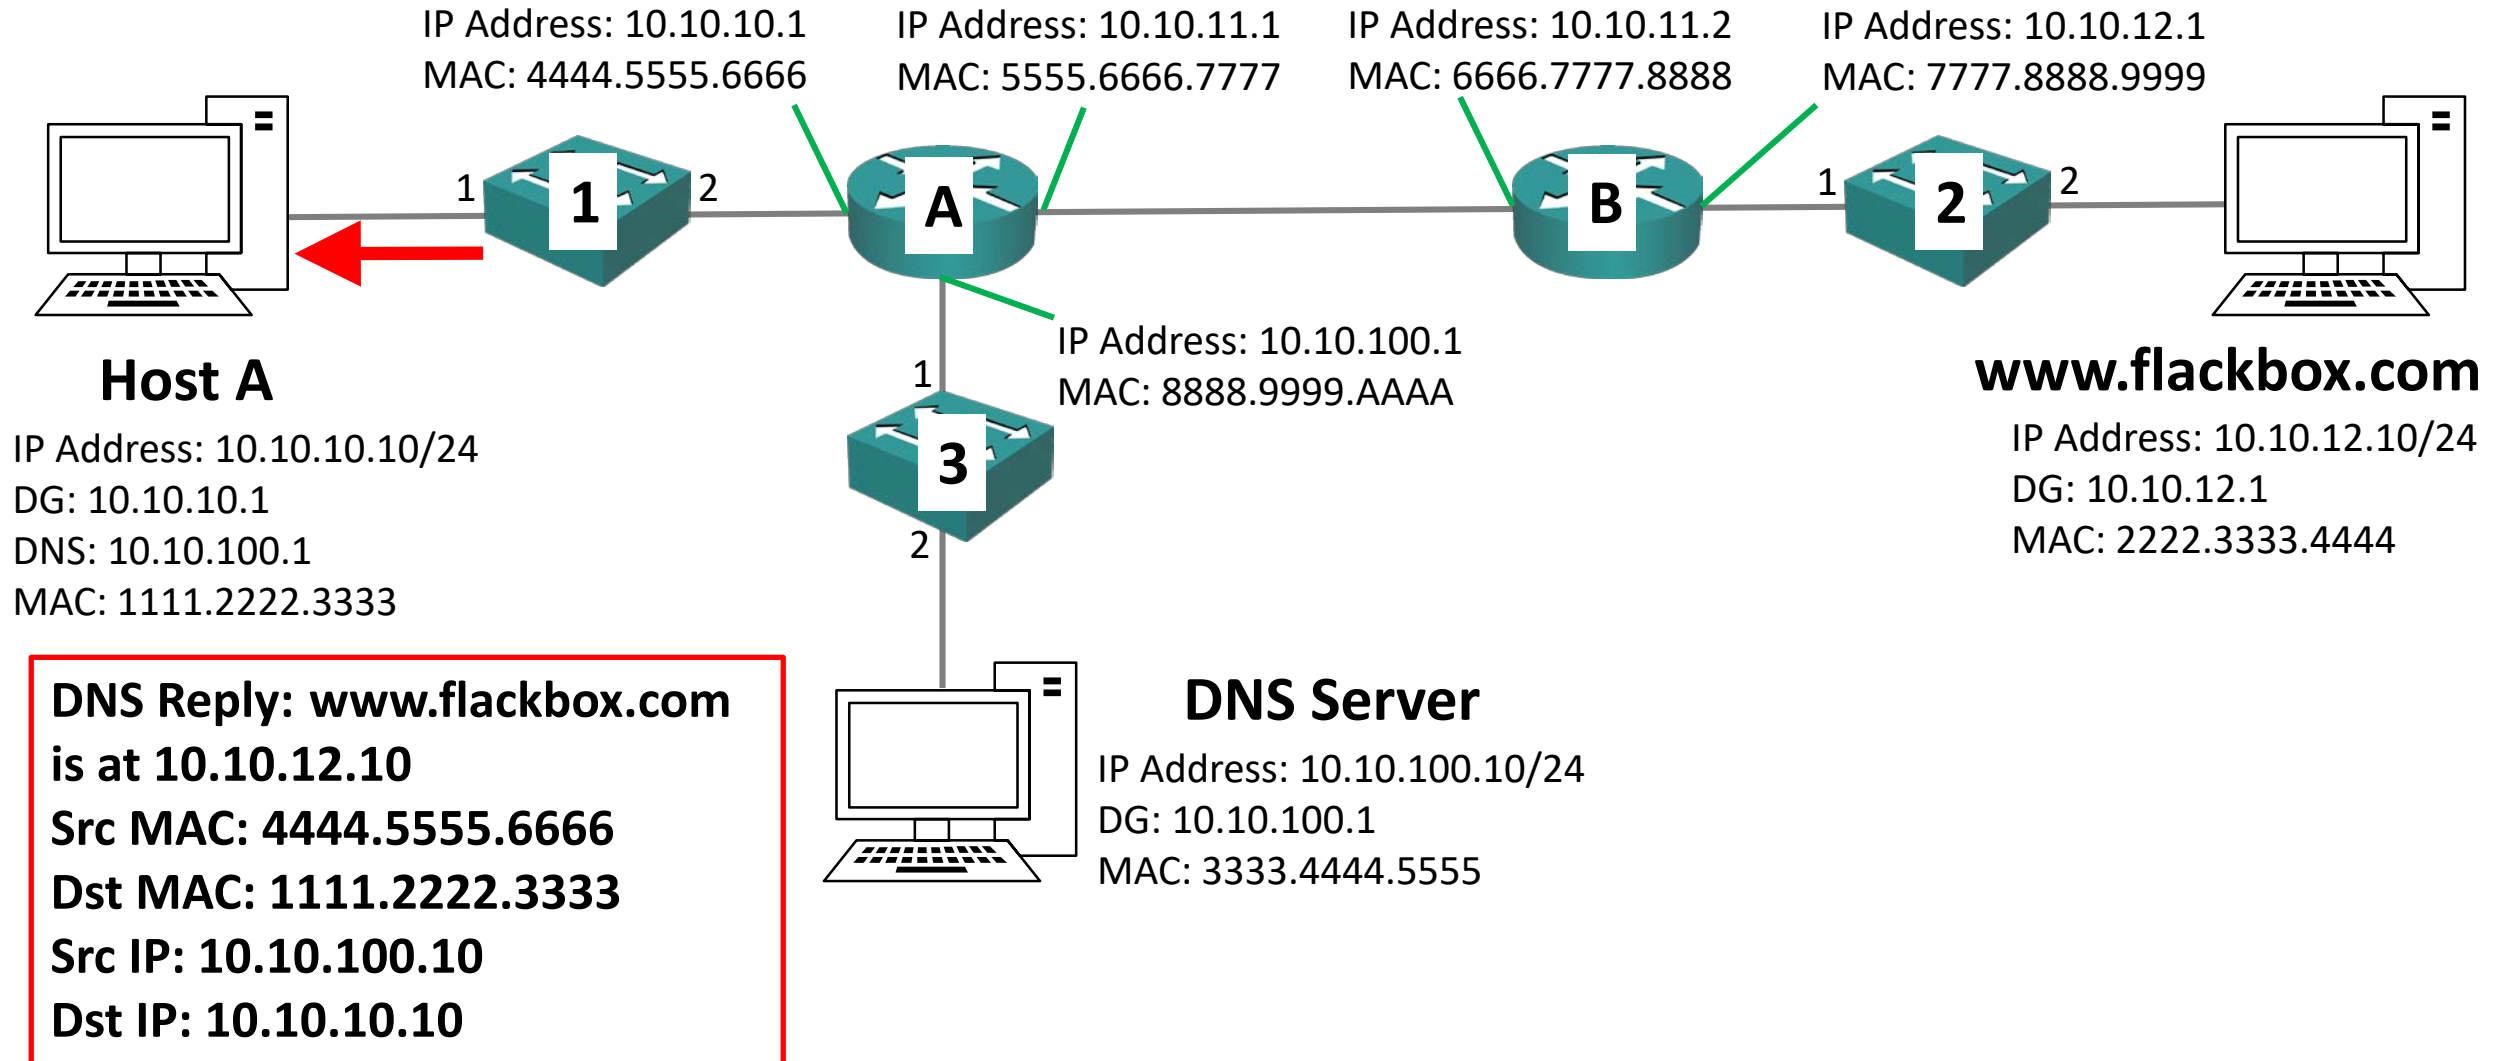 IP Address: 10.10.10.1
MAC: 4444.5555.6666
IP Address: 10.10.11.1
MAC: 5555.6666.7777
IP Address: 10.10.11.2
MAC: 6666.7777.8888
IP Address: 10.10.12.1
MAC: 7777.8888.9999
1
1
2
A
B
1
2
2
Host A
IP Address: 10.10.10.10/24
DG: 10.10.10.1
DNS: 10.10.100.1
MAC: 1111.2222.3333
IP Address: 10.10.100.1
MAC: 8888.9999.AAAA
1
3
2
www.flackbox.com
IP Address: 10.10.12.10/24
DG: 10.10.12.1
MAC: 2222.3333.4444
DNS Reply: www.flackbox.com
is at 10.10.12.10
Src MAC: 4444.5555.6666
Dst MAC: 1111.2222.3333
Src IP: 10.10.100.10
Dst IP: 10.10.10.10
DNS Server
IP Address: 10.10.100.10/24
DG: 10.10.100.1
MAC: 3333.4444.5555